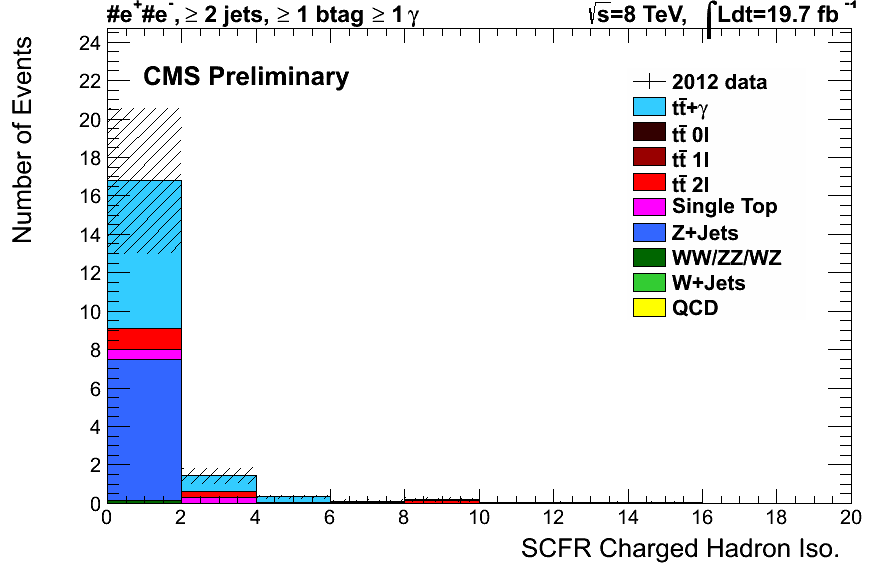 #e⁺#e⁻, ≥ 2 jets, ≥ 1 btag ≥ 1 γ
√s=8 TeV, ∫Ldt=19.7 fb⁻¹
CMS Preliminary
2012 data
tt̄+γ
tt̄ 0l
tt̄ 1l
tt̄ 2l
Single Top
Z+Jets
WW/ZZ/WZ
W+Jets
QCD
Number of Events
24
22
20
18
16
14
12
10
8
6
4
2
0
0 2 4 6 8 10 12 14 16 18 20
SCFR Charged Hadron Iso.